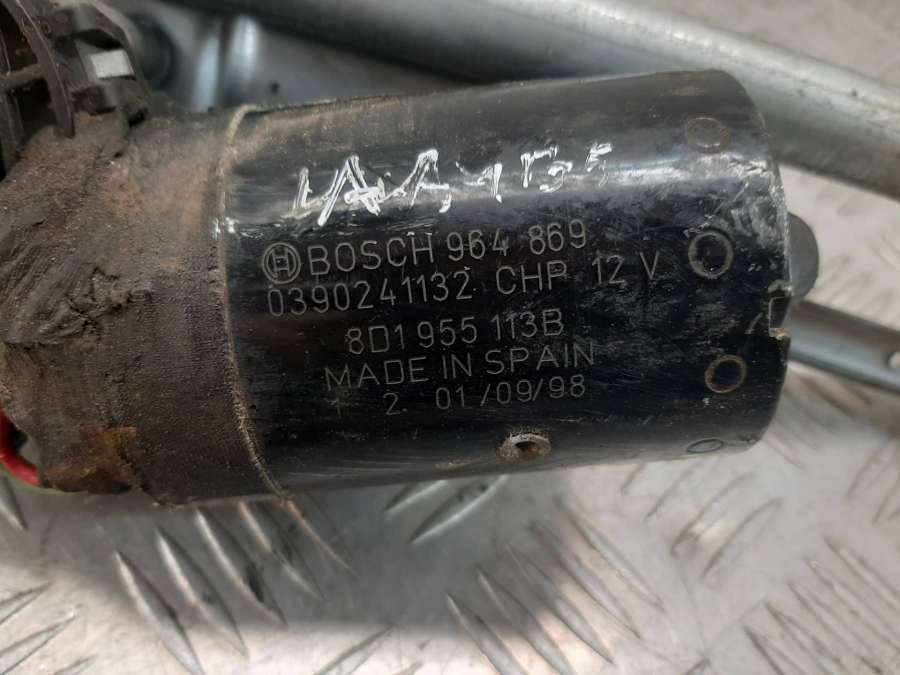 BOSCH 964 869
0390241132 CHP 12 V
8D1 955 113B
MADE IN SPAIN
2. 01/09/98